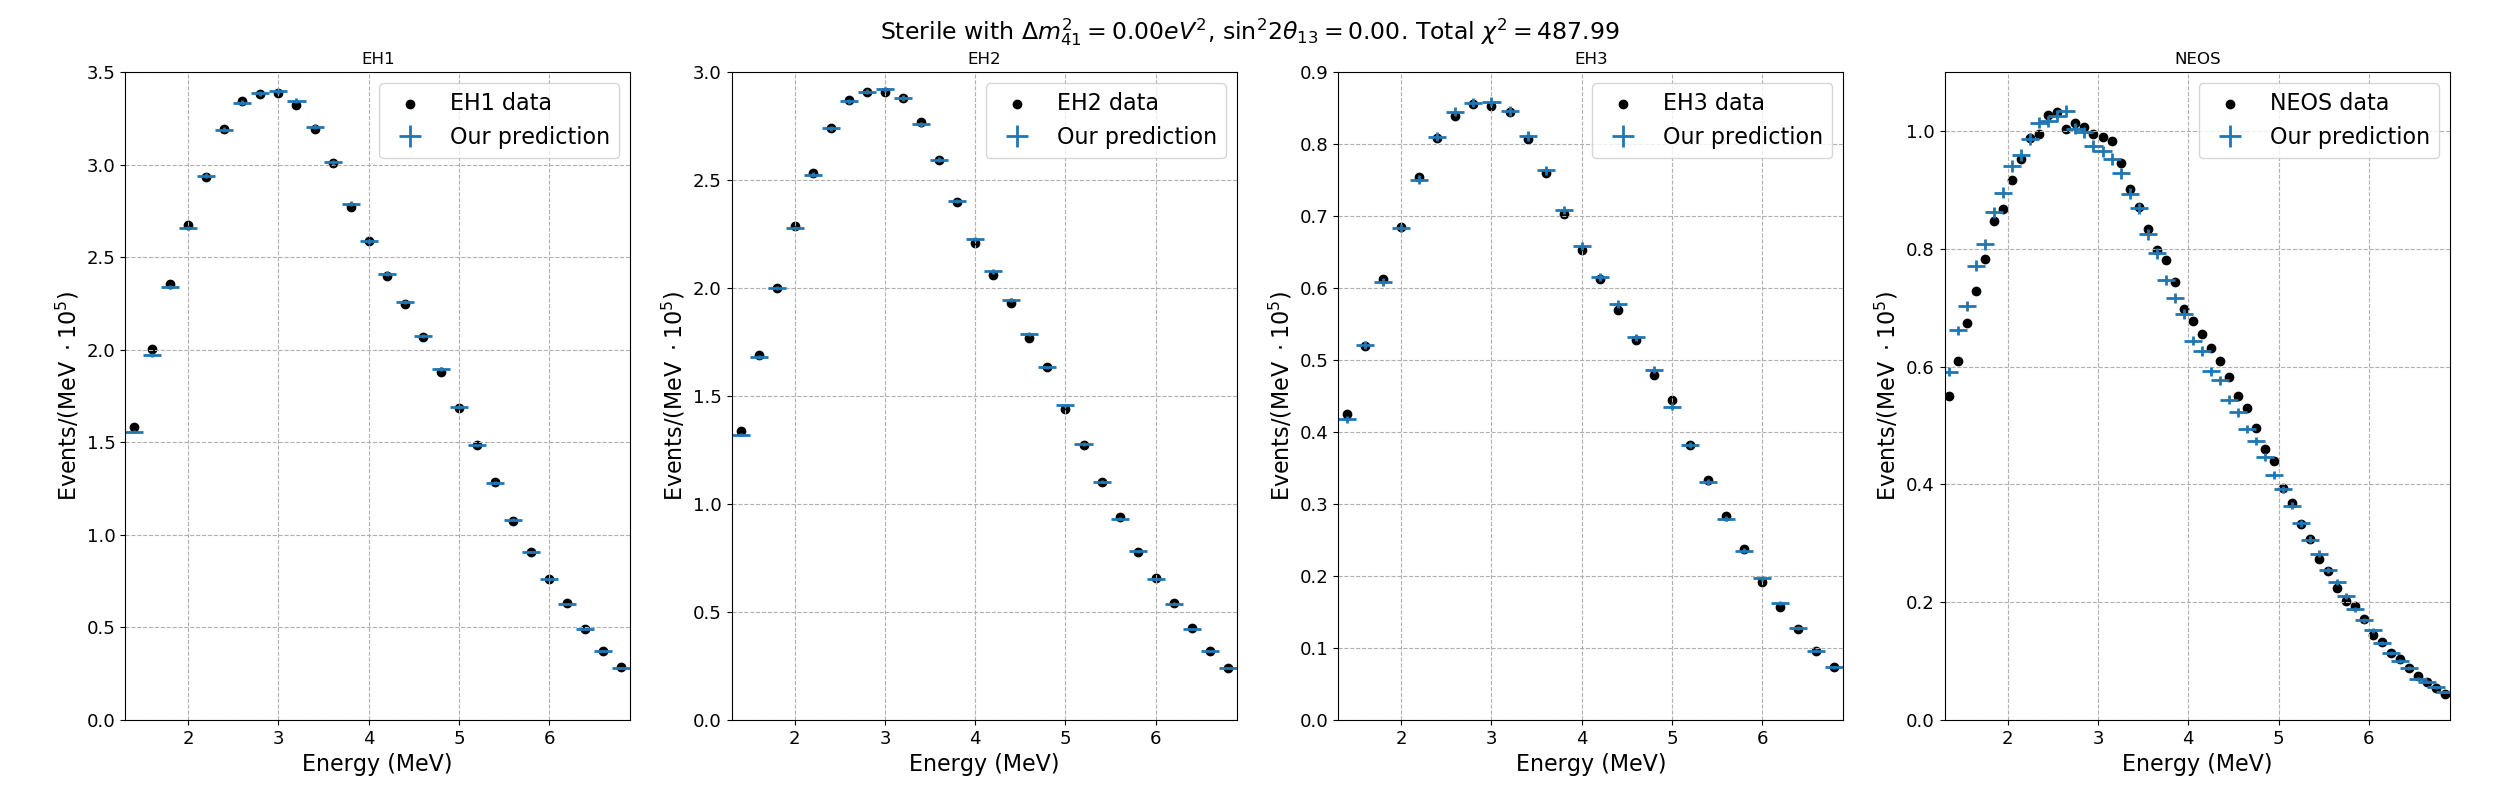 Sterile with Δm²₄₁ = 0.00eV², sin²2θ₁₃ = 0.00. Total χ² = 487.99
EH1
3.5
3.0
2.5
2.0
1.5
1.0
0.5
0.0
Events/(MeV · 10⁵)
2 3 4 5 6
Energy (MeV)
EH1 data
Our prediction
EH2
3.0
2.5
2.0
1.5
1.0
0.5
0.0
Events/(MeV · 10⁵)
2 3 4 5 6
Energy (MeV)
EH2 data
Our prediction
EH3
0.9
0.8
0.7
0.6
0.5
0.4
0.3
0.2
0.1
0.0
Events/(MeV · 10⁵)
2 3 4 5 6
Energy (MeV)
EH3 data
Our prediction
NEOS
1.0
0.8
0.6
0.4
0.2
0.0
Events/(MeV · 10⁵)
2 3 4 5 6
Energy (MeV)
NEOS data
Our prediction